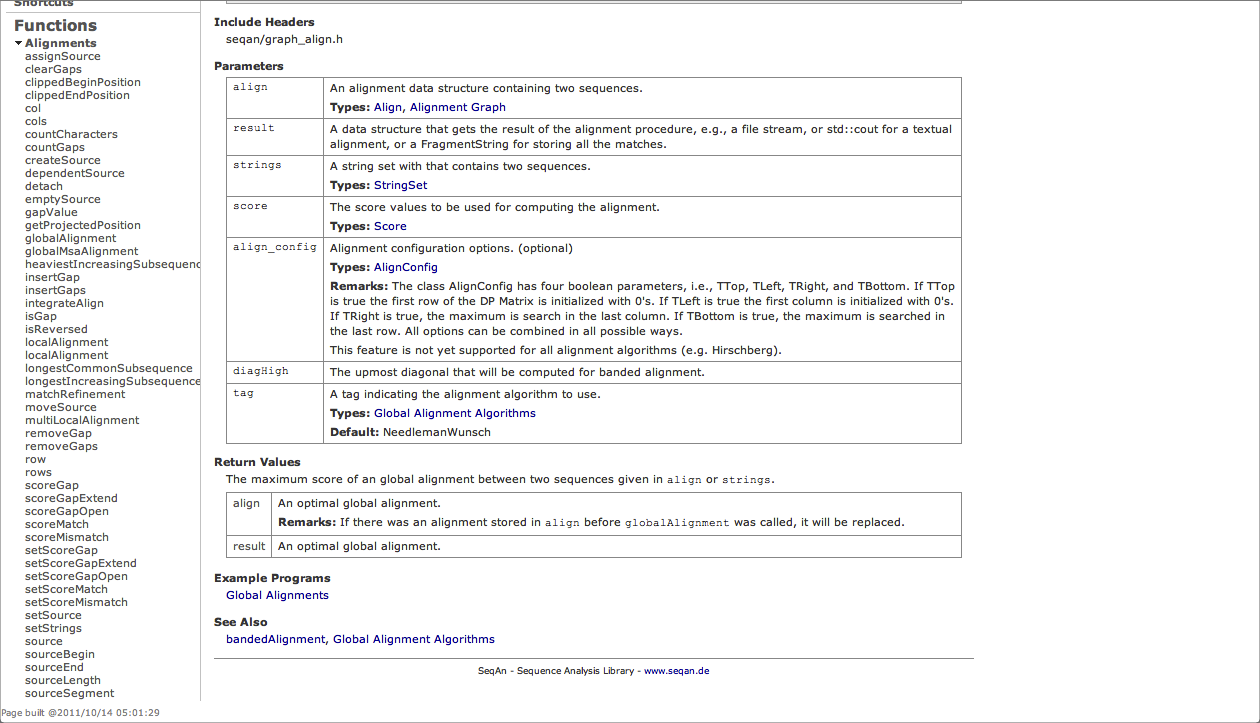 Shortcuts
Functions
Alignments
assignSource
clearGaps
clippedBeginPosition
clippedEndPosition
col
cols
countCharacters
countGaps
createSource
dependentSource
detach
emptySource
gapValue
getProjectedPosition
globalAlignment
globalMsaAlignment
heaviestIncreasingSubsequenc
insertGap
insertGaps
integrateAlign
isGap
isReversed
localAlignment
localAlignment
longestCommonSubsequence
longestIncreasingSubsequence
matchRefinement
moveSource
multiLocalAlignment
removeGap
removeGaps
row
rows
scoreGap
scoreGapExtend
scoreGapOpen
scoreMatch
scoreMismatch
setScoreGap
setScoreGapExtend
setScoreGapOpen
setScoreMatch
setScoreMismatch
setSource
setStrings
source
sourceBegin
sourceEnd
sourceLength
sourceSegment
Page built @2011/10/14 05:01:29
Include Headers
seqan/graph_align.h
Parameters
align An alignment data structure containing two sequences.
Types: Align, Alignment Graph
result A data structure that gets the result of the alignment procedure, e.g., a file stream, or std::cout for a textual
alignment, or a FragmentString for storing all the matches.
strings A string set with that contains two sequences.
Types: StringSet
score The score values to be used for computing the alignment.
Types: Score
align_config Alignment configuration options. (optional)
Types: AlignConfig
Remarks: The class AlignConfig has four boolean parameters, i.e., TTop, TLeft, TRight, and TBottom. If TTop
is true the first row of the DP Matrix is initialized with 0's. If TLeft is true the first column is initialized with 0's.
If TRight is true, the maximum is search in the last column. If TBottom is true, the maximum is searched in
the last row. All options can be combined in all possible ways.
This feature is not yet supported for all alignment algorithms (e.g. Hirschberg).
diagHigh The upmost diagonal that will be computed for banded alignment.
tag A tag indicating the alignment algorithm to use.
Types: Global Alignment Algorithms
Default: NeedlemanWunsch
Return Values
The maximum score of an global alignment between two sequences given in align or strings.
align An optimal global alignment.
Remarks: If there was an alignment stored in align before globalAlignment was called, it will be replaced.
result An optimal global alignment.
Example Programs
Global Alignments
See Also
bandedAlignment, Global Alignment Algorithms
SeqAn - Sequence Analysis Library - www.seqan.de